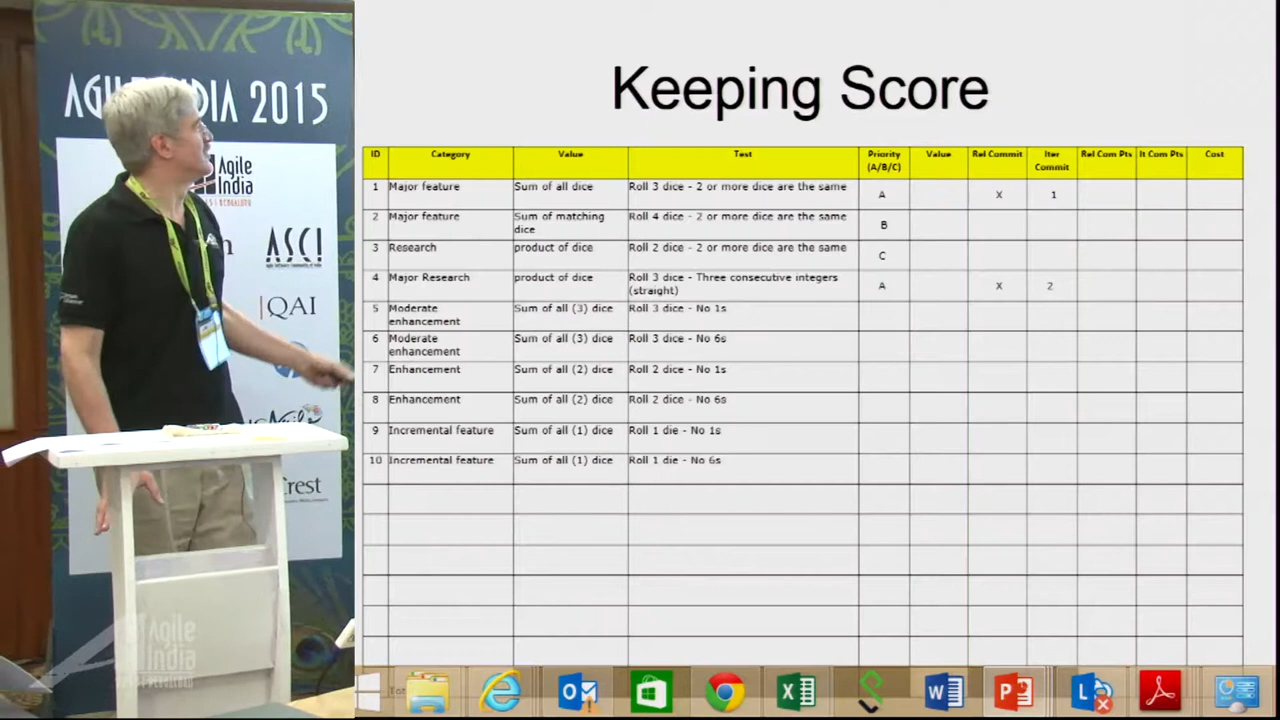 AGILE INDIA 2015
Agile
India
ASCI
QAI
Crest
Agile
India
Keeping Score
ID Category Value Test Priority (A/B/C) Value Rel Commit Iter Commit Rel Com Pts It Com Pts Cost
1 Major feature Sum of all dice Roll 3 dice - 2 or more dice are the same A X 1
2 Major feature Sum of matching dice Roll 4 dice - 2 or more dice are the same B
3 Research product of dice Roll 2 dice - 2 or more dice are the same C
4 Major Research product of dice Roll 3 dice - Three consecutive integers (straight) A X 2
5 Moderate enhancement Sum of all (3) dice Roll 3 dice - No 1s
6 Moderate enhancement Sum of all (3) dice Roll 3 dice - No 6s
7 Enhancement Sum of all (2) dice Roll 2 dice - No 1s
8 Enhancement Sum of all (2) dice Roll 2 dice - No 6s
9 Incremental feature Sum of all (1) dice Roll 1 die - No 1s
10 Incremental feature Sum of all (1) dice Roll 1 die - No 6s